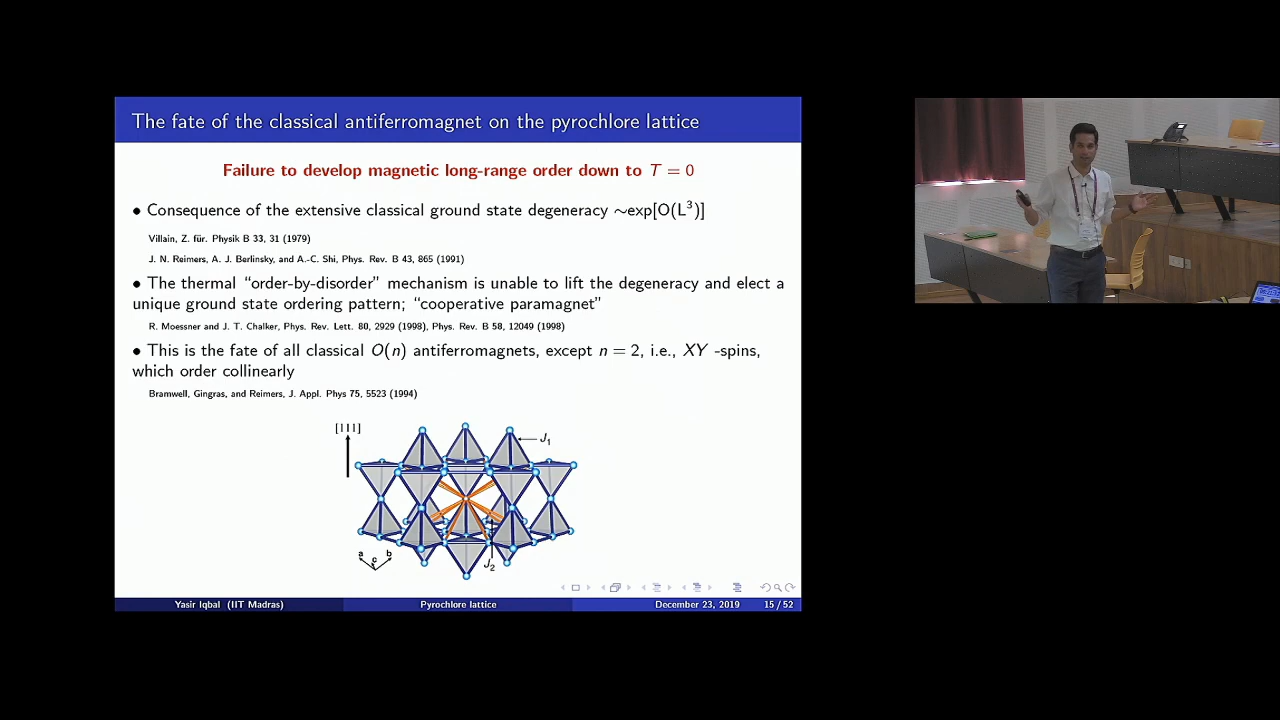 The fate of the classical antiferromagnet on the pyrochlore lattice
Failure to develop magnetic long-range order down to T = 0
• Consequence of the extensive classical ground state degeneracy ∼exp[O(L³)]
Villain, Z. für. Physik B 33, 31 (1979)
J. N. Reimers, A. J. Berlinsky, and A.-C. Shi, Phys. Rev. B 43, 865 (1991)
• The thermal “order-by-disorder” mechanism is unable to lift the degeneracy and elect a
unique ground state ordering pattern; “cooperative paramagnet”
R. Moessner and J. T. Chalker, Phys. Rev. Lett. 80, 2929 (1998), Phys. Rev. B 58, 12049 (1998)
• This is the fate of all classical O(n) antiferromagnets, except n = 2, i.e., XY -spins,
which order collinearly
Bramwell, Gingras, and Reimers, J. Appl. Phys 75, 5523 (1994)
[111]
J₁
a
b
c
J₂
Yasir Iqbal (IIT Madras)
Pyrochlore lattice
December 23, 2019
15 / 52